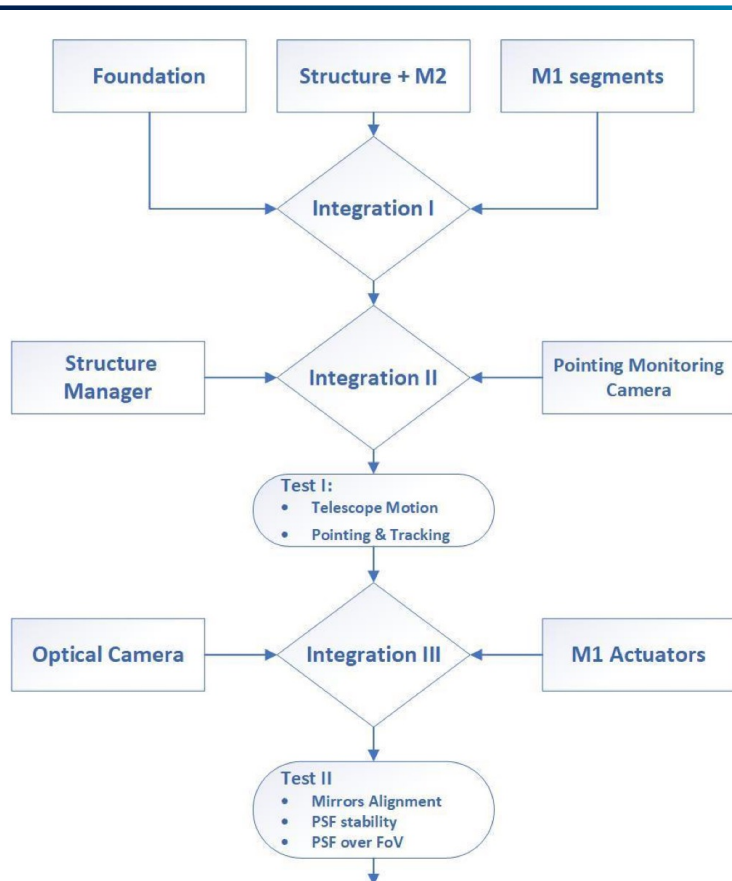 Foundation
Structure + M2
M1 segments
Integration I
Structure
Manager
Integration II
Pointing Monitoring
Camera
Test I:
• Telescope Motion
• Pointing & Tracking
Optical Camera
Integration III
M1 Actuators
Test II
• Mirrors Alignment
• PSF stability
• PSF over FoV